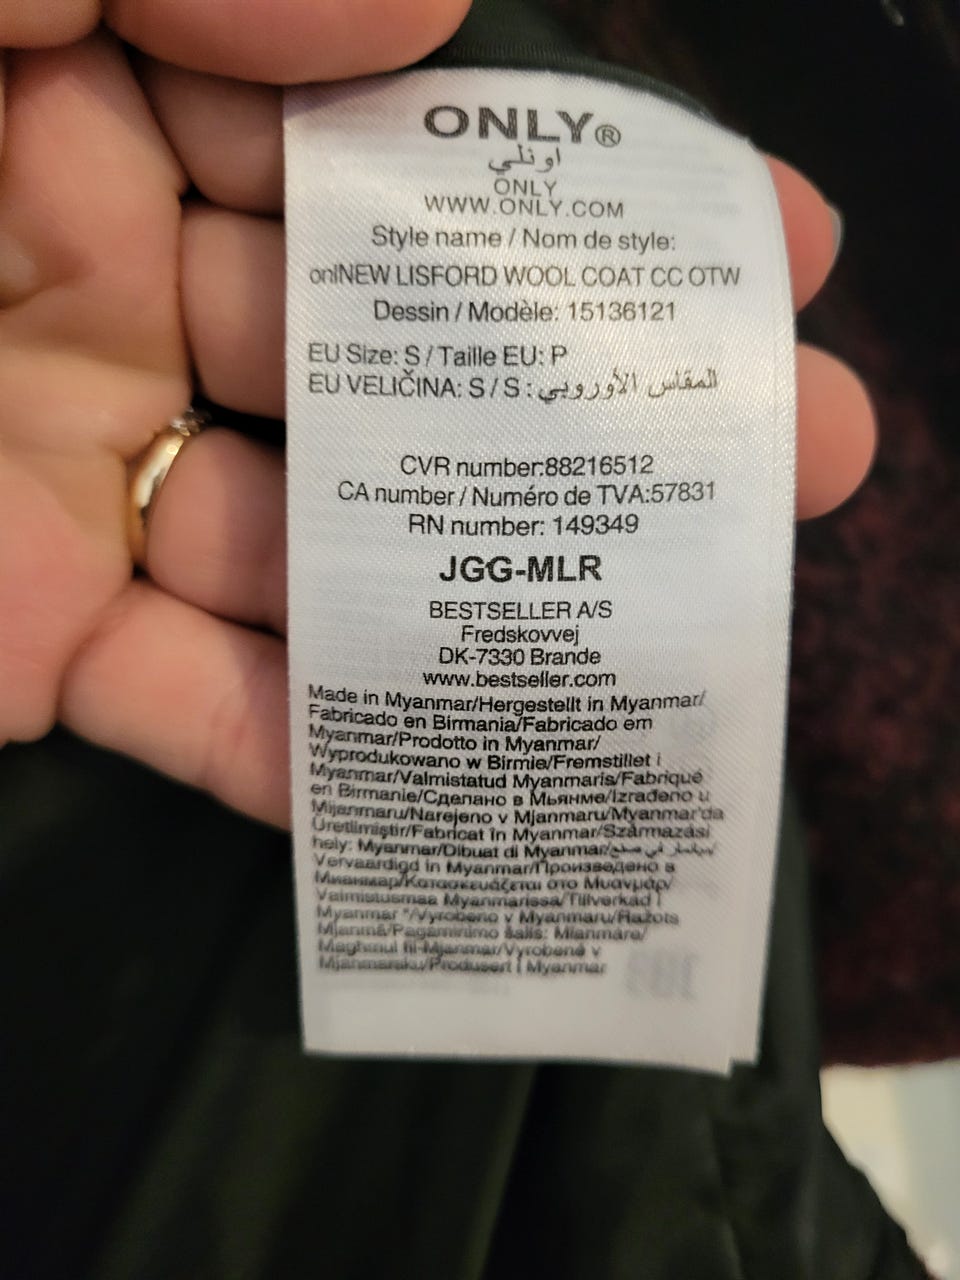 ONLY®
اونلي
ONLY
WWW.ONLY.COM
Style name / Nom de style:
onlNEW LISFORD WOOL COAT CC OTW
Dessin / Modèle: 15136121
EU Size: S / Taille EU: P
EU VELIČINA: S / S : المقاس الأوروبي
CVR number:88216512
CA number / Numéro de TVA:57831
RN number: 149349
JGG-MLR
BESTSELLER A/S
Fredskovvej
DK-7330 Brande
www.bestseller.com
Made in Myanmar/Hergestellt in Myanmar/
Fabricado en Birmania/Fabricado em
Myanmar/Prodotto in Myanmar/
Wyprodukowano w Birmie/Fremstillet i
Myanmar/Valmistatud Myanmaris/Fabriqué
en Birmanie/Сделано в Мьянме/Izrađeno u
Mijanmaru/Narejeno v Mjanmaru/Myanmar'da
Üretilmiştir/Fabricat în Myanmar/Származási
hely: Myanmar/Dibuat di Myanmar/صنع في ميانمار/
Vervaardigd in Myanmar/Произведено в
Мианмар/Κατασκευάζεται στο Μυανμάρ/
Valmistusmaa Myanmarissa/Tillverkad i
Myanmar */Vyrobeno v Myanmaru/Ražots
Mjanmā/Pagaminimo šalis: Mianmare/
Magħmul fil-Mjanmar/Vyrobené v
Mjanmarsku/Produsert i Myanmar